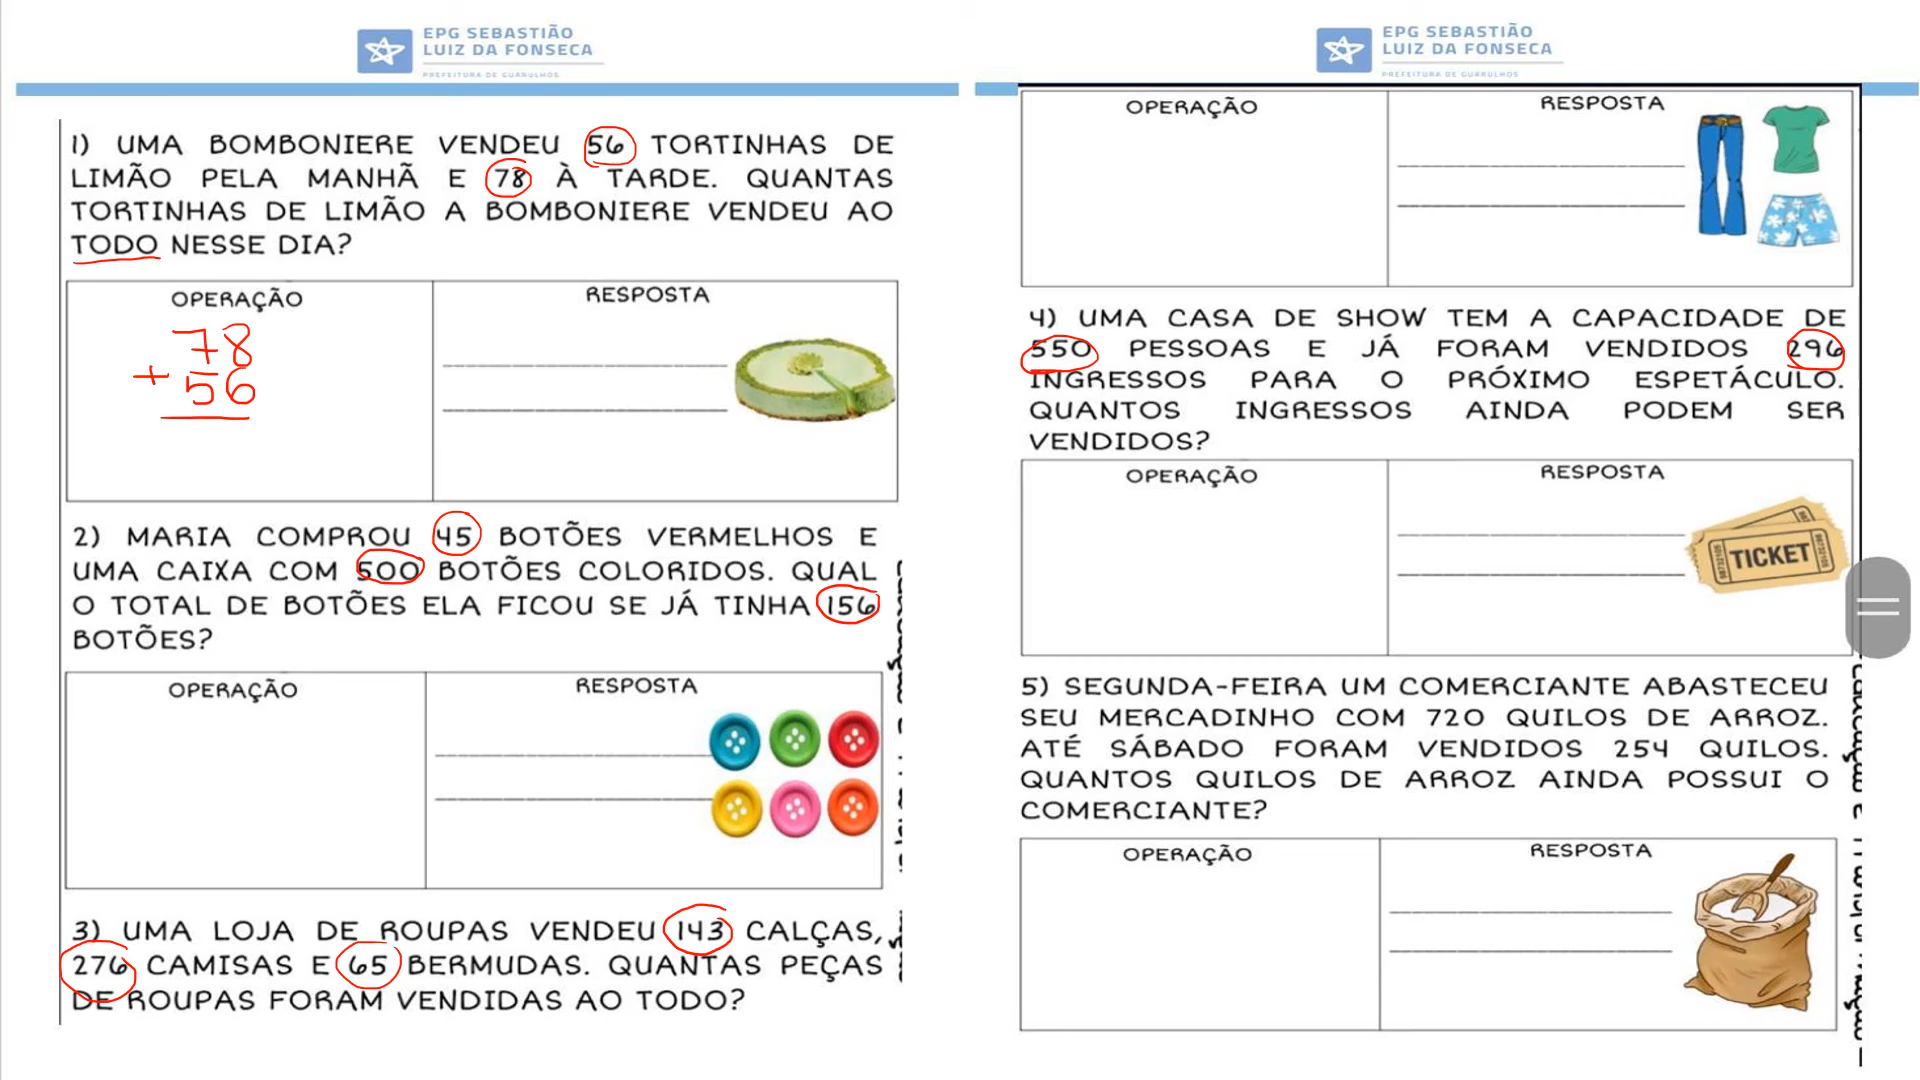 EPG SEBASTIÃO
LUIZ DA FONSECA
PREFEITURA DE GUARULHOS
1) UMA BOMBONIERE VENDEU 56 TORTINHAS DE
LIMÃO PELA MANHÃ E 78 À TARDE. QUANTAS
TORTINHAS DE LIMÃO A BOMBONIERE VENDEU AO
TODO NESSE DIA?
OPERAÇÃO
RESPOSTA
78
+ 56
2) MARIA COMPROU 45 BOTÕES VERMELHOS E
UMA CAIXA COM 500 BOTÕES COLORIDOS. QUAL
O TOTAL DE BOTÕES ELA FICOU SE JÁ TINHA 156
BOTÕES?
OPERAÇÃO
RESPOSTA
3) UMA LOJA DE ROUPAS VENDEU 143 CALÇAS,
276 CAMISAS E 65 BERMUDAS. QUANTAS PEÇAS
DE ROUPAS FORAM VENDIDAS AO TODO?
EPG SEBASTIÃO
LUIZ DA FONSECA
PREFEITURA DE GUARULHOS
OPERAÇÃO
RESPOSTA
4) UMA CASA DE SHOW TEM A CAPACIDADE DE
550 PESSOAS E JÁ FORAM VENDIDOS 296
INGRESSOS PARA O PRÓXIMO ESPETÁCULO.
QUANTOS INGRESSOS AINDA PODEM SER
VENDIDOS?
OPERAÇÃO
RESPOSTA
TICKET
5) SEGUNDA-FEIRA UM COMERCIANTE ABASTECEU
SEU MERCADINHO COM 720 QUILOS DE ARROZ.
ATÉ SÁBADO FORAM VENDIDOS 254 QUILOS.
QUANTOS QUILOS DE ARROZ AINDA POSSUI O
COMERCIANTE?
OPERAÇÃO
RESPOSTA